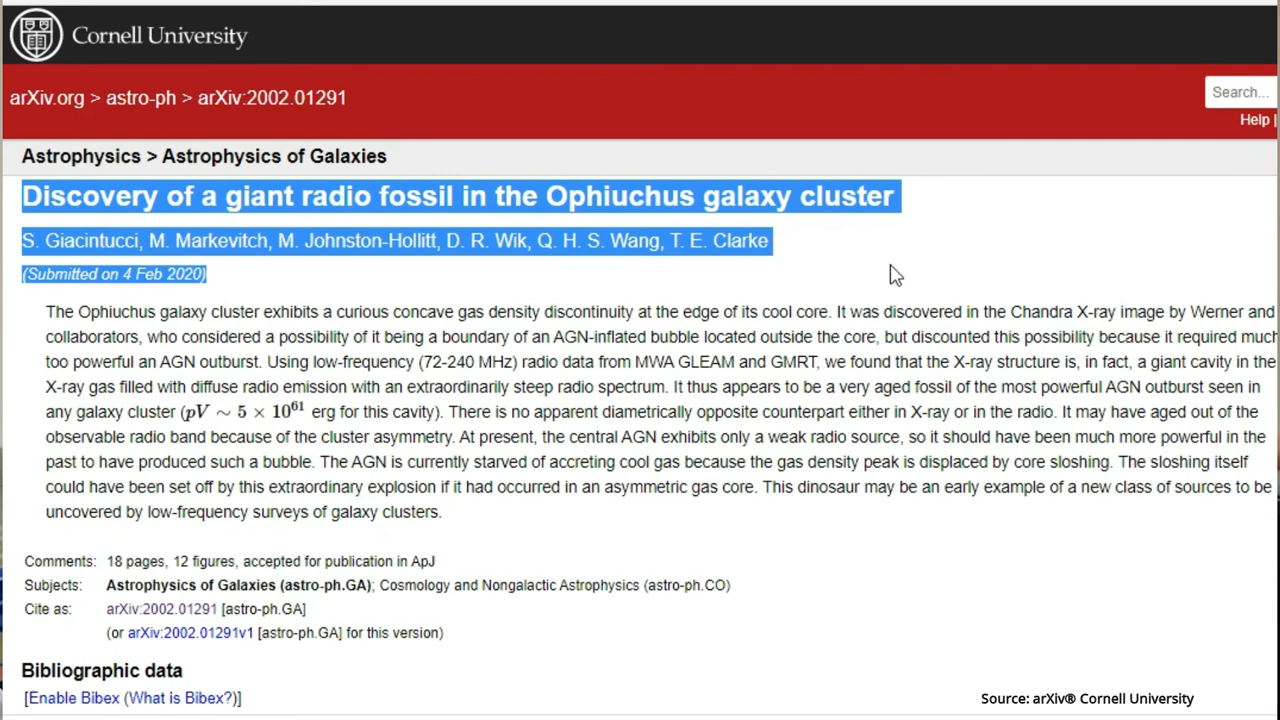 Cornell University
arXiv.org > astro-ph > arXiv:2002.01291
Search...
Help |
Astrophysics > Astrophysics of Galaxies
Discovery of a giant radio fossil in the Ophiuchus galaxy cluster
S. Giacintucci, M. Markevitch, M. Johnston-Hollitt, D. R. Wik, Q. H. S. Wang, T. E. Clarke
(Submitted on 4 Feb 2020)
The Ophiuchus galaxy cluster exhibits a curious concave gas density discontinuity at the edge of its cool core. It was discovered in the Chandra X-ray image by Werner and
collaborators, who considered a possibility of it being a boundary of an AGN-inflated bubble located outside the core, but discounted this possibility because it required much
too powerful an AGN outburst. Using low-frequency (72-240 MHz) radio data from MWA GLEAM and GMRT, we found that the X-ray structure is, in fact, a giant cavity in the
X-ray gas filled with diffuse radio emission with an extraordinarily steep radio spectrum. It thus appears to be a very aged fossil of the most powerful AGN outburst seen in
any galaxy cluster (pV ∼ 5 × 10⁶¹ erg for this cavity). There is no apparent diametrically opposite counterpart either in X-ray or in the radio. It may have aged out of the
observable radio band because of the cluster asymmetry. At present, the central AGN exhibits only a weak radio source, so it should have been much more powerful in the
past to have produced such a bubble. The AGN is currently starved of accreting cool gas because the gas density peak is displaced by core sloshing. The sloshing itself
could have been set off by this extraordinary explosion if it had occurred in an asymmetric gas core. This dinosaur may be an early example of a new class of sources to be
uncovered by low-frequency surveys of galaxy clusters.
Comments: 18 pages, 12 figures, accepted for publication in ApJ
Subjects: Astrophysics of Galaxies (astro-ph.GA); Cosmology and Nongalactic Astrophysics (astro-ph.CO)
Cite as: arXiv:2002.01291 [astro-ph.GA]
(or arXiv:2002.01291v1 [astro-ph.GA] for this version)
Bibliographic data
[Enable Bibex (What is Bibex?)]
Source: arXiv® Cornell University